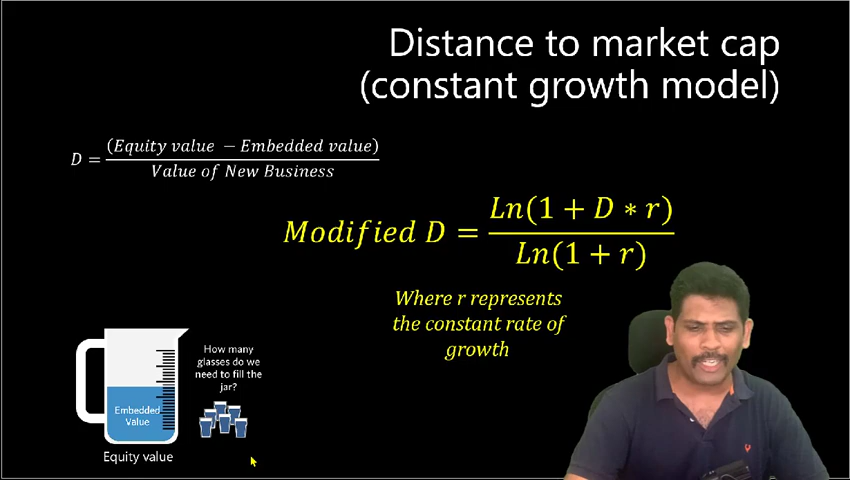 Distance to market cap
(constant growth model)
D = (Equity value − Embedded value) / Value of New Business
Modified D = Ln(1 + D ∗ r) / Ln(1 + r)
Where r represents
the constant rate of
growth
How many
glasses do we
need to fill the
jar?
Embedded
Value
Equity value